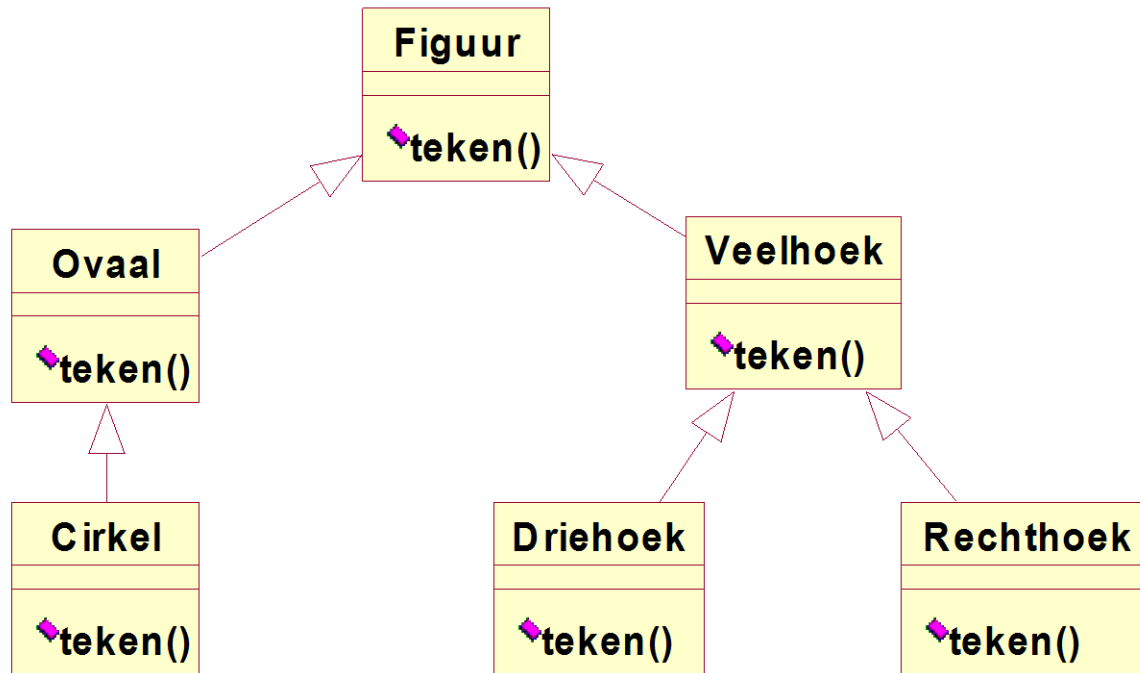 Figuur
teken()
Ovaal
teken()
Veelhoek
teken()
Cirkel
teken()
Driehoek
teken()
Rechthoek
teken()